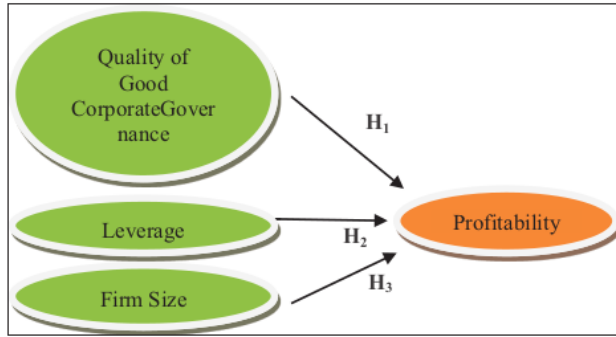 Quality of
Good
CorporateGover
nance
H₁
Leverage
H₂
Profitability
Firm Size
H₃